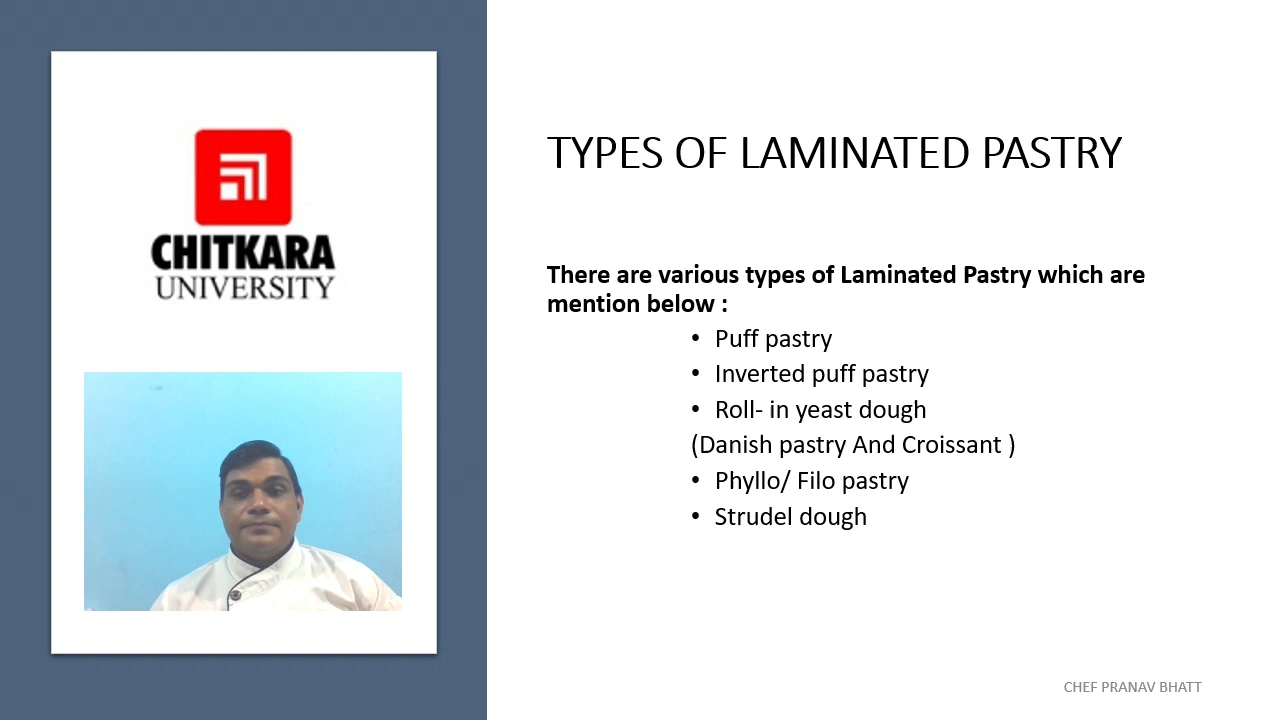 CHITKARA
UNIVERSITY
TYPES OF LAMINATED PASTRY
There are various types of Laminated Pastry which are
mention below :
• Puff pastry
• Inverted puff pastry
• Roll- in yeast dough
(Danish pastry And Croissant )
• Phyllo/ Filo pastry
• Strudel dough
CHEF PRANAV BHATT